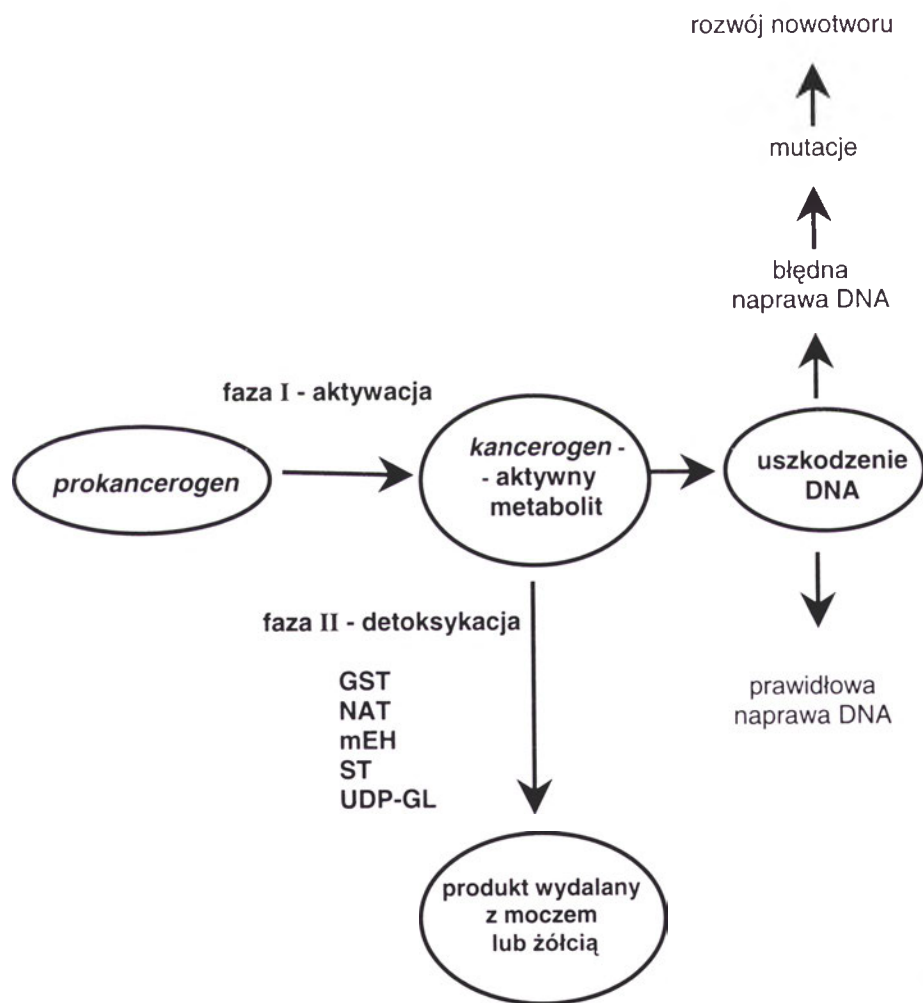 rozwój nowotworu
mutacje
błędna
naprawa DNA
faza I - aktywacja
prokancerogen
kancerogen -
- aktywny
metabolit
uszkodzenie
DNA
faza II - detoksykacja
GST
NAT
mEH
ST
UDP-GL
prawidłowa
naprawa DNA
produkt wydalany
z moczem
lub żółcią